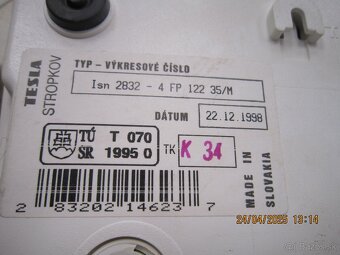 TESLA
STROPKOV
TYP - VÝKRESOVÉ ČÍSLO
Isn 2832 - 4 FP 122 35/M
DÁTUM 22.12.1998
TÚ T 070
SR 1995 0
TK K 34
MADE IN
SLOVAKIA
2 83202 14623 7
24/04/2025 13:14